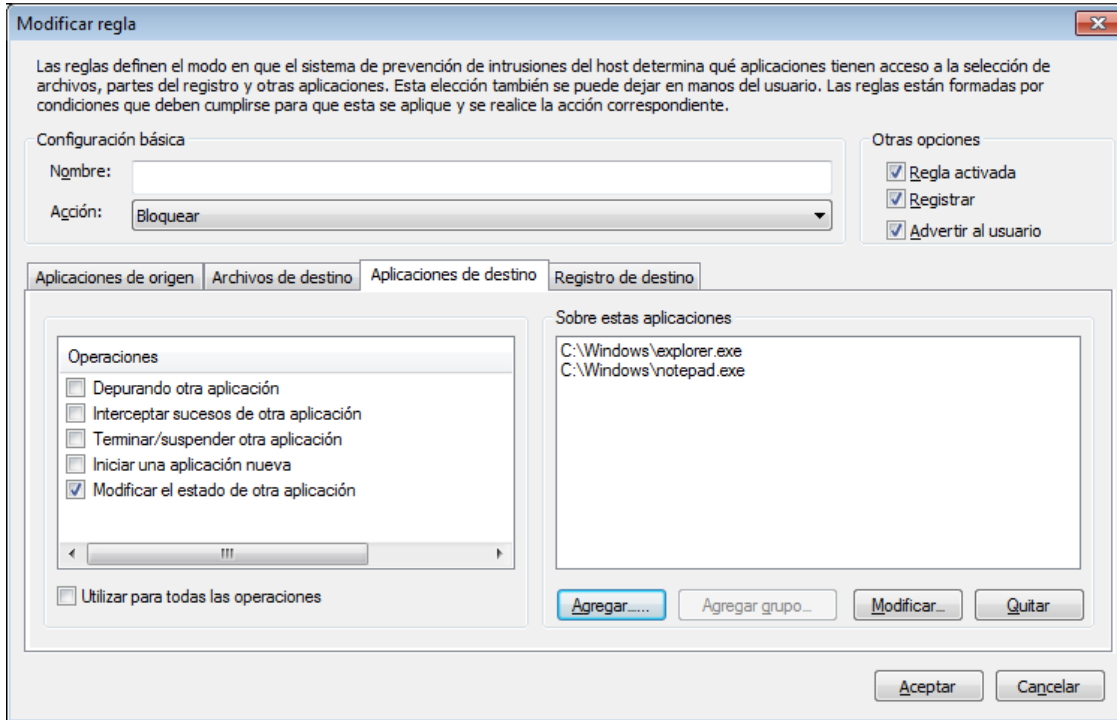 Modificar regla
Las reglas definen el modo en que el sistema de prevención de intrusiones del host determina qué aplicaciones tienen acceso a la selección de
archivos, partes del registro y otras aplicaciones. Esta elección también se puede dejar en manos del usuario. Las reglas están formadas por
condiciones que deben cumplirse para que esta se aplique y se realice la acción correspondiente.
Configuración básica
Nombre:
Acción:
Bloquear
Otras opciones
Regla activada
Registrar
Advertir al usuario
Aplicaciones de origen
Archivos de destino
Aplicaciones de destino
Registro de destino
Operaciones
Depurando otra aplicación
Interceptar sucesos de otra aplicación
Terminar/suspender otra aplicación
Iniciar una aplicación nueva
Modificar el estado de otra aplicación
Utilizar para todas las operaciones
Sobre estas aplicaciones
C:\Windows\explorer.exe
C:\Windows\notepad.exe
Agregar......
Agregar grupo...
Modificar...
Quitar
Aceptar
Cancelar